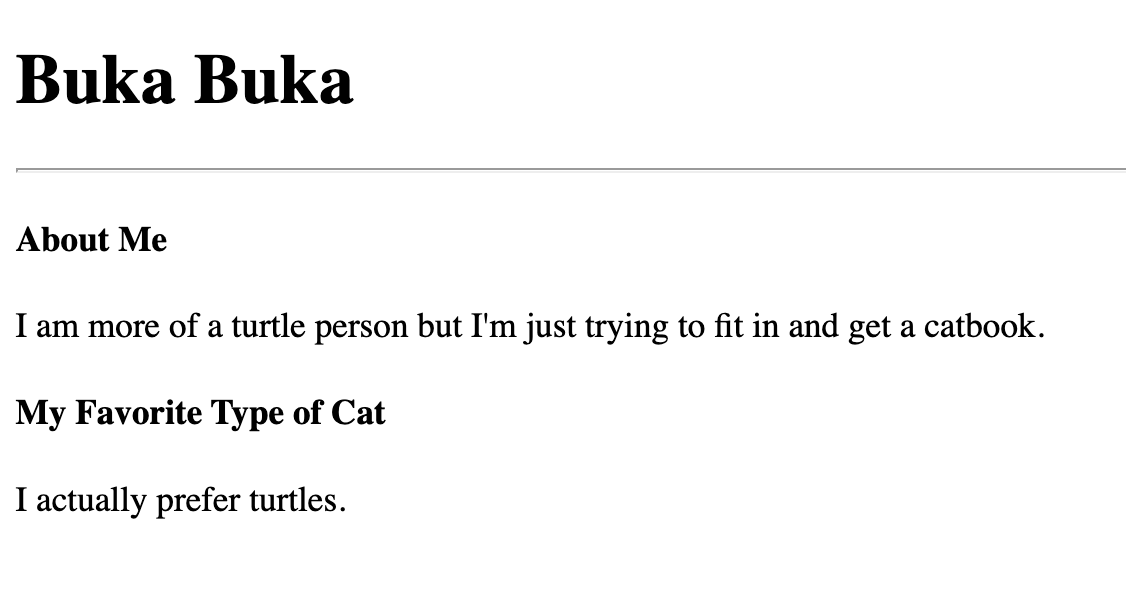 Buka Buka
About Me
I am more of a turtle person but I'm just trying to fit in and get a catbook.
My Favorite Type of Cat
I actually prefer turtles.